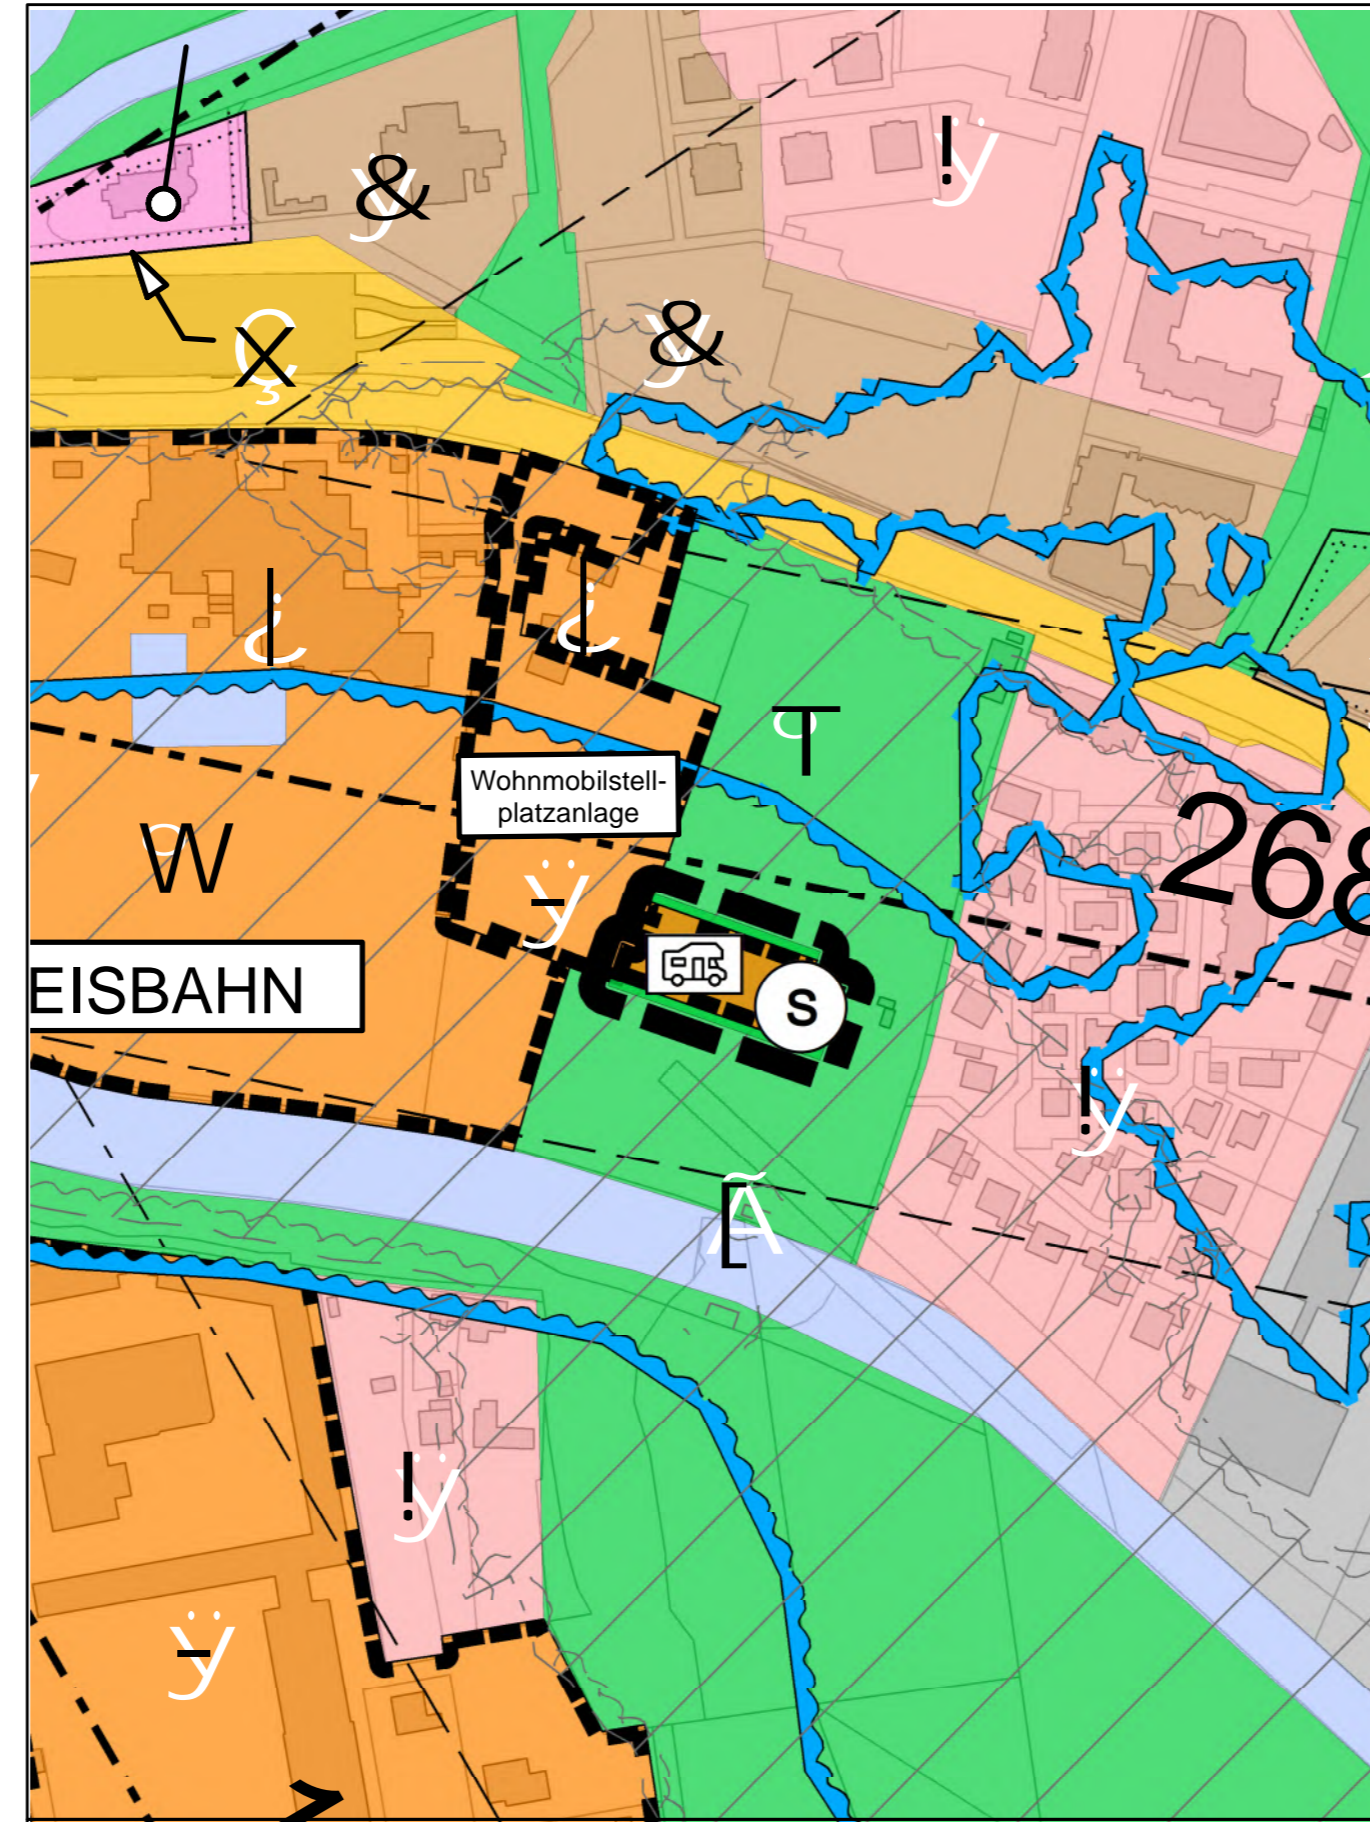 &
ÿ
!
ÿ
&
ÿ
Ç
X
¿
¿
T
W
Wohnmobilstell-
platzanlage
ÿ
268
EISBAHN
S
!
ÿ
[
Ã
!
ÿ
ÿ